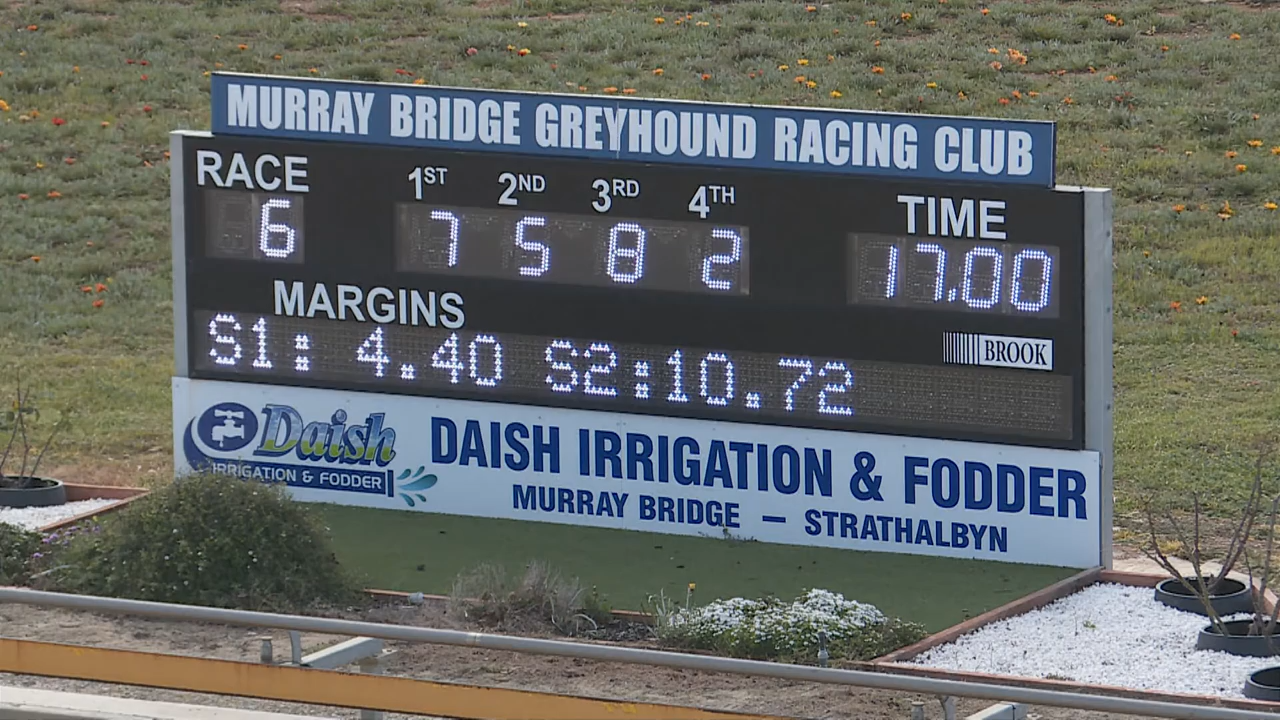 MURRAY BRIDGE GREYHOUND RACING CLUB
RACE 1ST 2ND 3RD 4TH TIME
6 7 5 8 2 17.00
MARGINS
S1: 4.40 S2:10.72
BROOK
Daish
IRRIGATION & FODDER
DAISH IRRIGATION & FODDER
MURRAY BRIDGE – STRATHALBYN